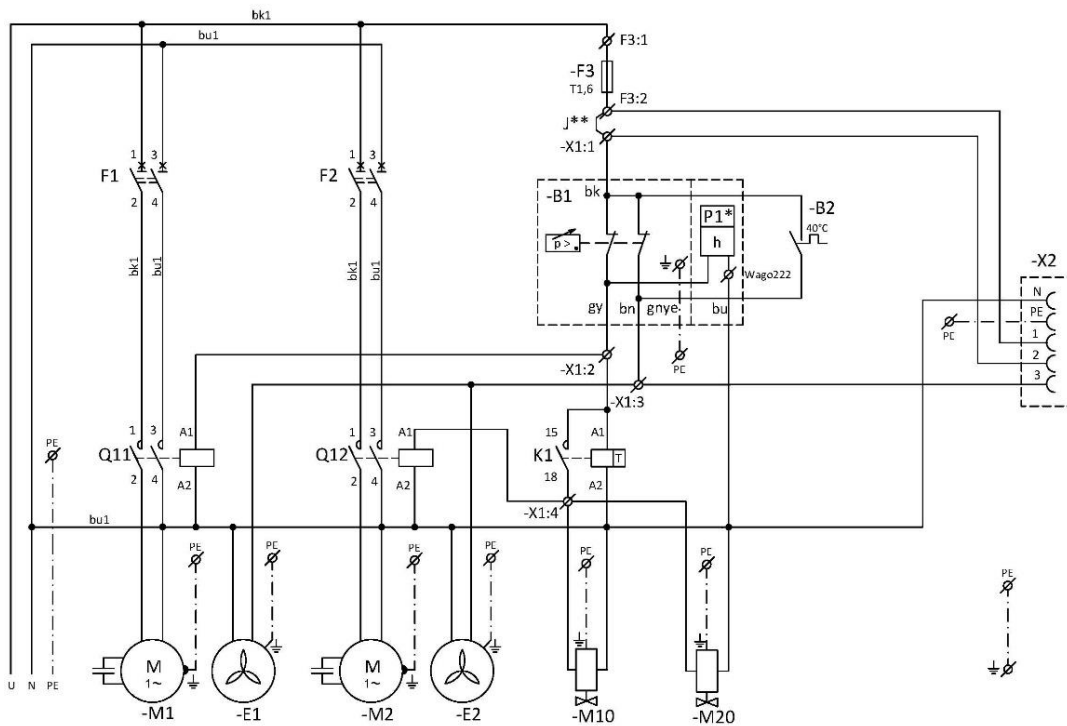 bk1
bu1
F3:1
-F3
T1,6
F3:2
J**
-X1:1
1 3
F1
2 4
1 3
F2
2 4
-B1
bk
P1*
h
-B2
40°C
p >
Wago222
-X2
N
PE
1
2
3
PE
bk1
bu1
bk1
bu1
gy
bn
gnye
bu
-X1:2
PE
-X1:3
1 3
A1
Q11
2 4
A2
1 3
A1
Q12
2 4
A2
15
A1
K1
T
18
A2
-X1:4
PE
bu1
PE
PE
PE
PE
PE
PE
PE
U N PE
M
1~
M
1~
-M1
-E1
-M2
-E2
-M10
-M20